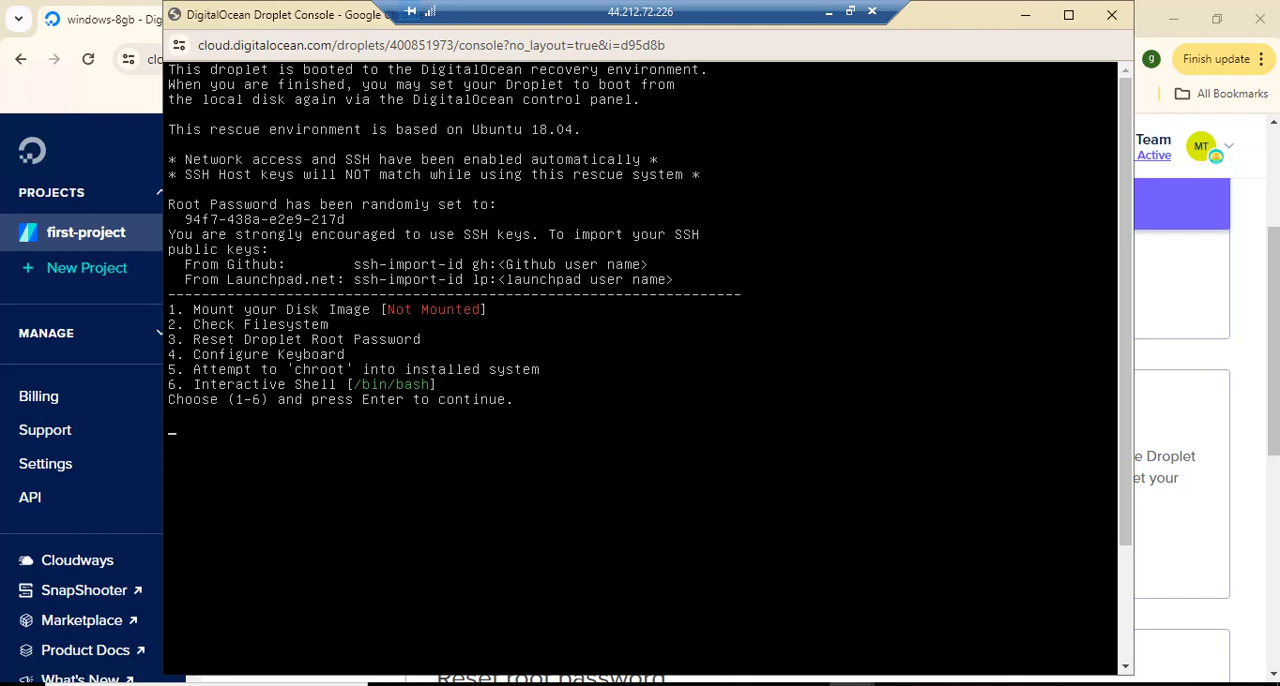 windows-8gb - Dig
DigitalOcean Droplet Console - Google
44.212.72.226
cloud.digitalocean.com/droplets/400851973/console?no_layout=true&i=d95d8b
Finish update
All Bookmarks
This droplet is booted to the DigitalOcean recovery environment.
When you are finished, you may set your Droplet to boot from
the local disk again via the DigitalOcean control panel.
This rescue environment is based on Ubuntu 18.04.
* Network access and SSH have been enabled automatically *
* SSH Host keys will NOT match while using this rescue system *
Root Password has been randomly set to:
94f7-438a-e2e9-217d
You are strongly encouraged to use SSH keys. To import your SSH
public keys:
From Github: ssh-import-id gh:<Github user name>
From Launchpad.net: ssh-import-id lp:<launchpad user name>
--------------------------------------------------------------------
1. Mount your Disk Image [Not Mounted]
2. Check Filesystem
3. Reset Droplet Root Password
4. Configure Keyboard
5. Attempt to 'chroot' into installed system
6. Interactive Shell [/bin/bash]
Choose (1-6) and press Enter to continue.
_
PROJECTS
first-project
+ New Project
MANAGE
Billing
Support
Settings
API
Cloudways
SnapShooter ↗
Marketplace ↗
Product Docs ↗
What's New ↗
9
Team
Active
MT
e Droplet
et your
Reset root password